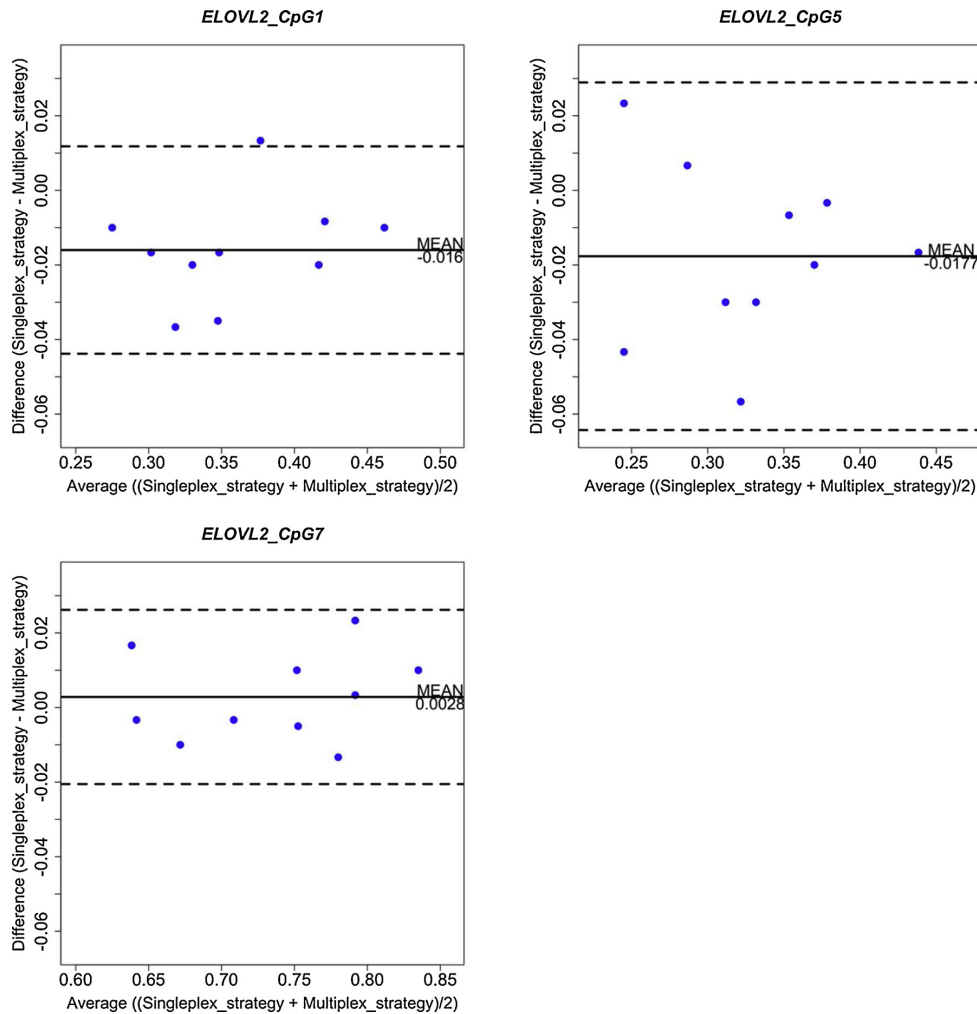 ELOVL2_CpG1
Difference (Singleplex_strategy - Multiplex_strategy)
0.02
0.00
-0.02
-0.04
-0.06
MEAN
-0.016
0.25 0.30 0.35 0.40 0.45 0.50
Average ((Singleplex_strategy + Multiplex_strategy)/2)
ELOVL2_CpG5
Difference (Singleplex_strategy - Multiplex_strategy)
0.02
0.00
-0.02
-0.04
-0.06
MEAN
-0.0177
0.25 0.30 0.35 0.40 0.45
Average ((Singleplex_strategy + Multiplex_strategy)/2)
ELOVL2_CpG7
Difference (Singleplex_strategy - Multiplex_strategy)
0.02
0.00
-0.02
-0.04
-0.06
MEAN
0.0028
0.60 0.65 0.70 0.75 0.80 0.85
Average ((Singleplex_strategy + Multiplex_strategy)/2)